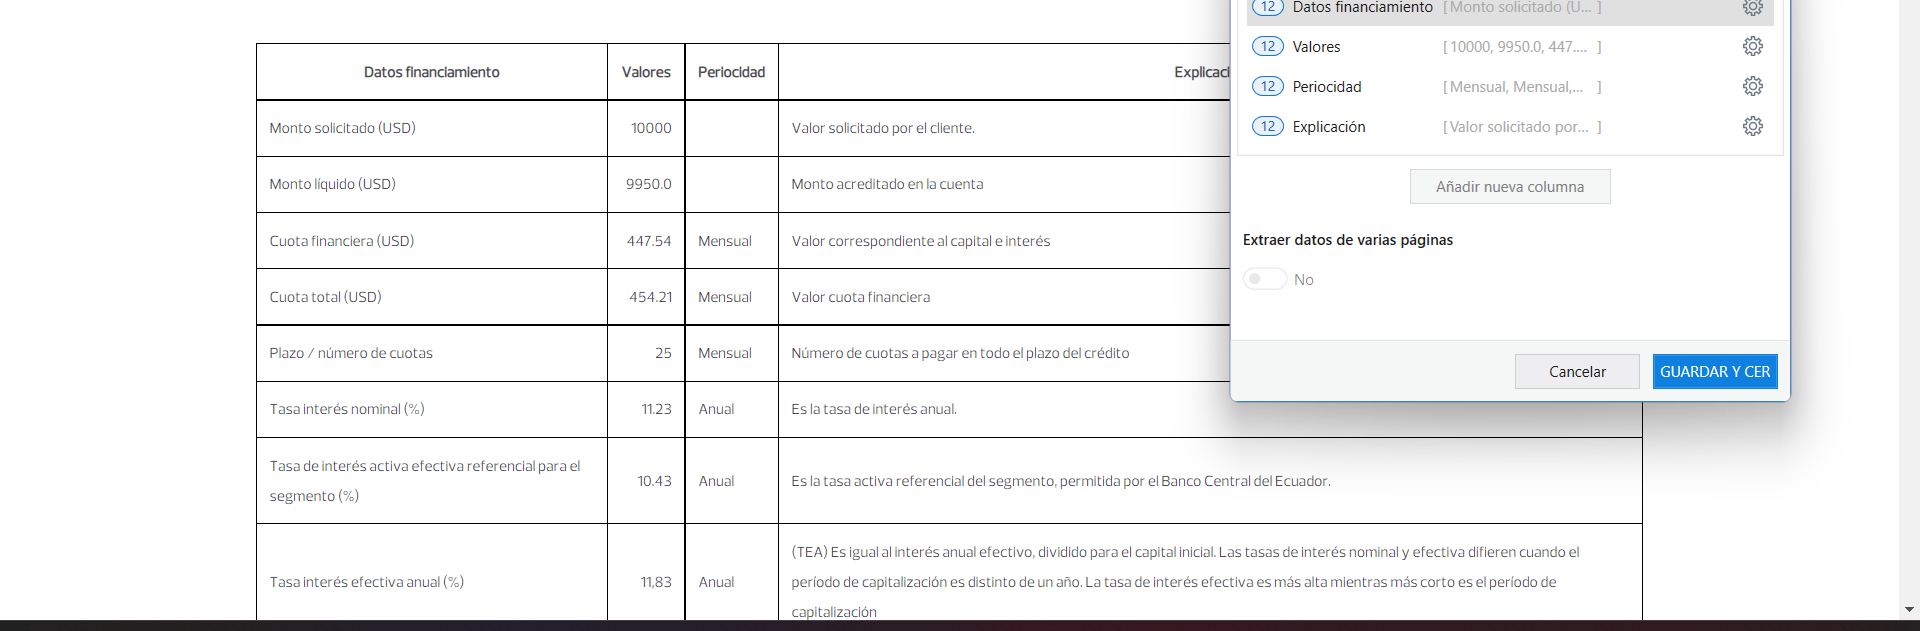 Datos financiamiento Valores Periocidad
Monto solicitado (USD) 10000 Valor solicitado por el cliente.
Monto líquido (USD) 9950.0 Monto acreditado en la cuenta
Cuota financiera (USD) 447.54 Mensual Valor correspondiente al capital e interés
Cuota total (USD) 454.21 Mensual Valor cuota financiera
Plazo / número de cuotas 25 Mensual Número de cuotas a pagar en todo el plazo del crédito
Tasa interés nominal (%) 11.23 Anual Es la tasa de interés anual.
Tasa de interés activa efectiva referencial para el
segmento (%) 10.43 Anual Es la tasa activa referencial del segmento, permitida por el Banco Central del Ecuador.
Tasa interés efectiva anual (%) 11,83 Anual
(TEA) Es igual al interés anual efectivo, dividido para el capital inicial. Las tasas de interés nominal y efectiva difieren cuando el
período de capitalización es distinto de un año. La tasa de interés efectiva es más alta mientras más corto es el período de
capitalización
12 Datos financiamiento [ Monto solicitado (U... ]
12 Valores [ 10000, 9950.0, 447.... ]
12 Periocidad [ Mensual, Mensual,... ]
12 Explicación [ Valor solicitado por... ]
Añadir nueva columna
Extraer datos de varias páginas
No
Cancelar GUARDAR Y CER